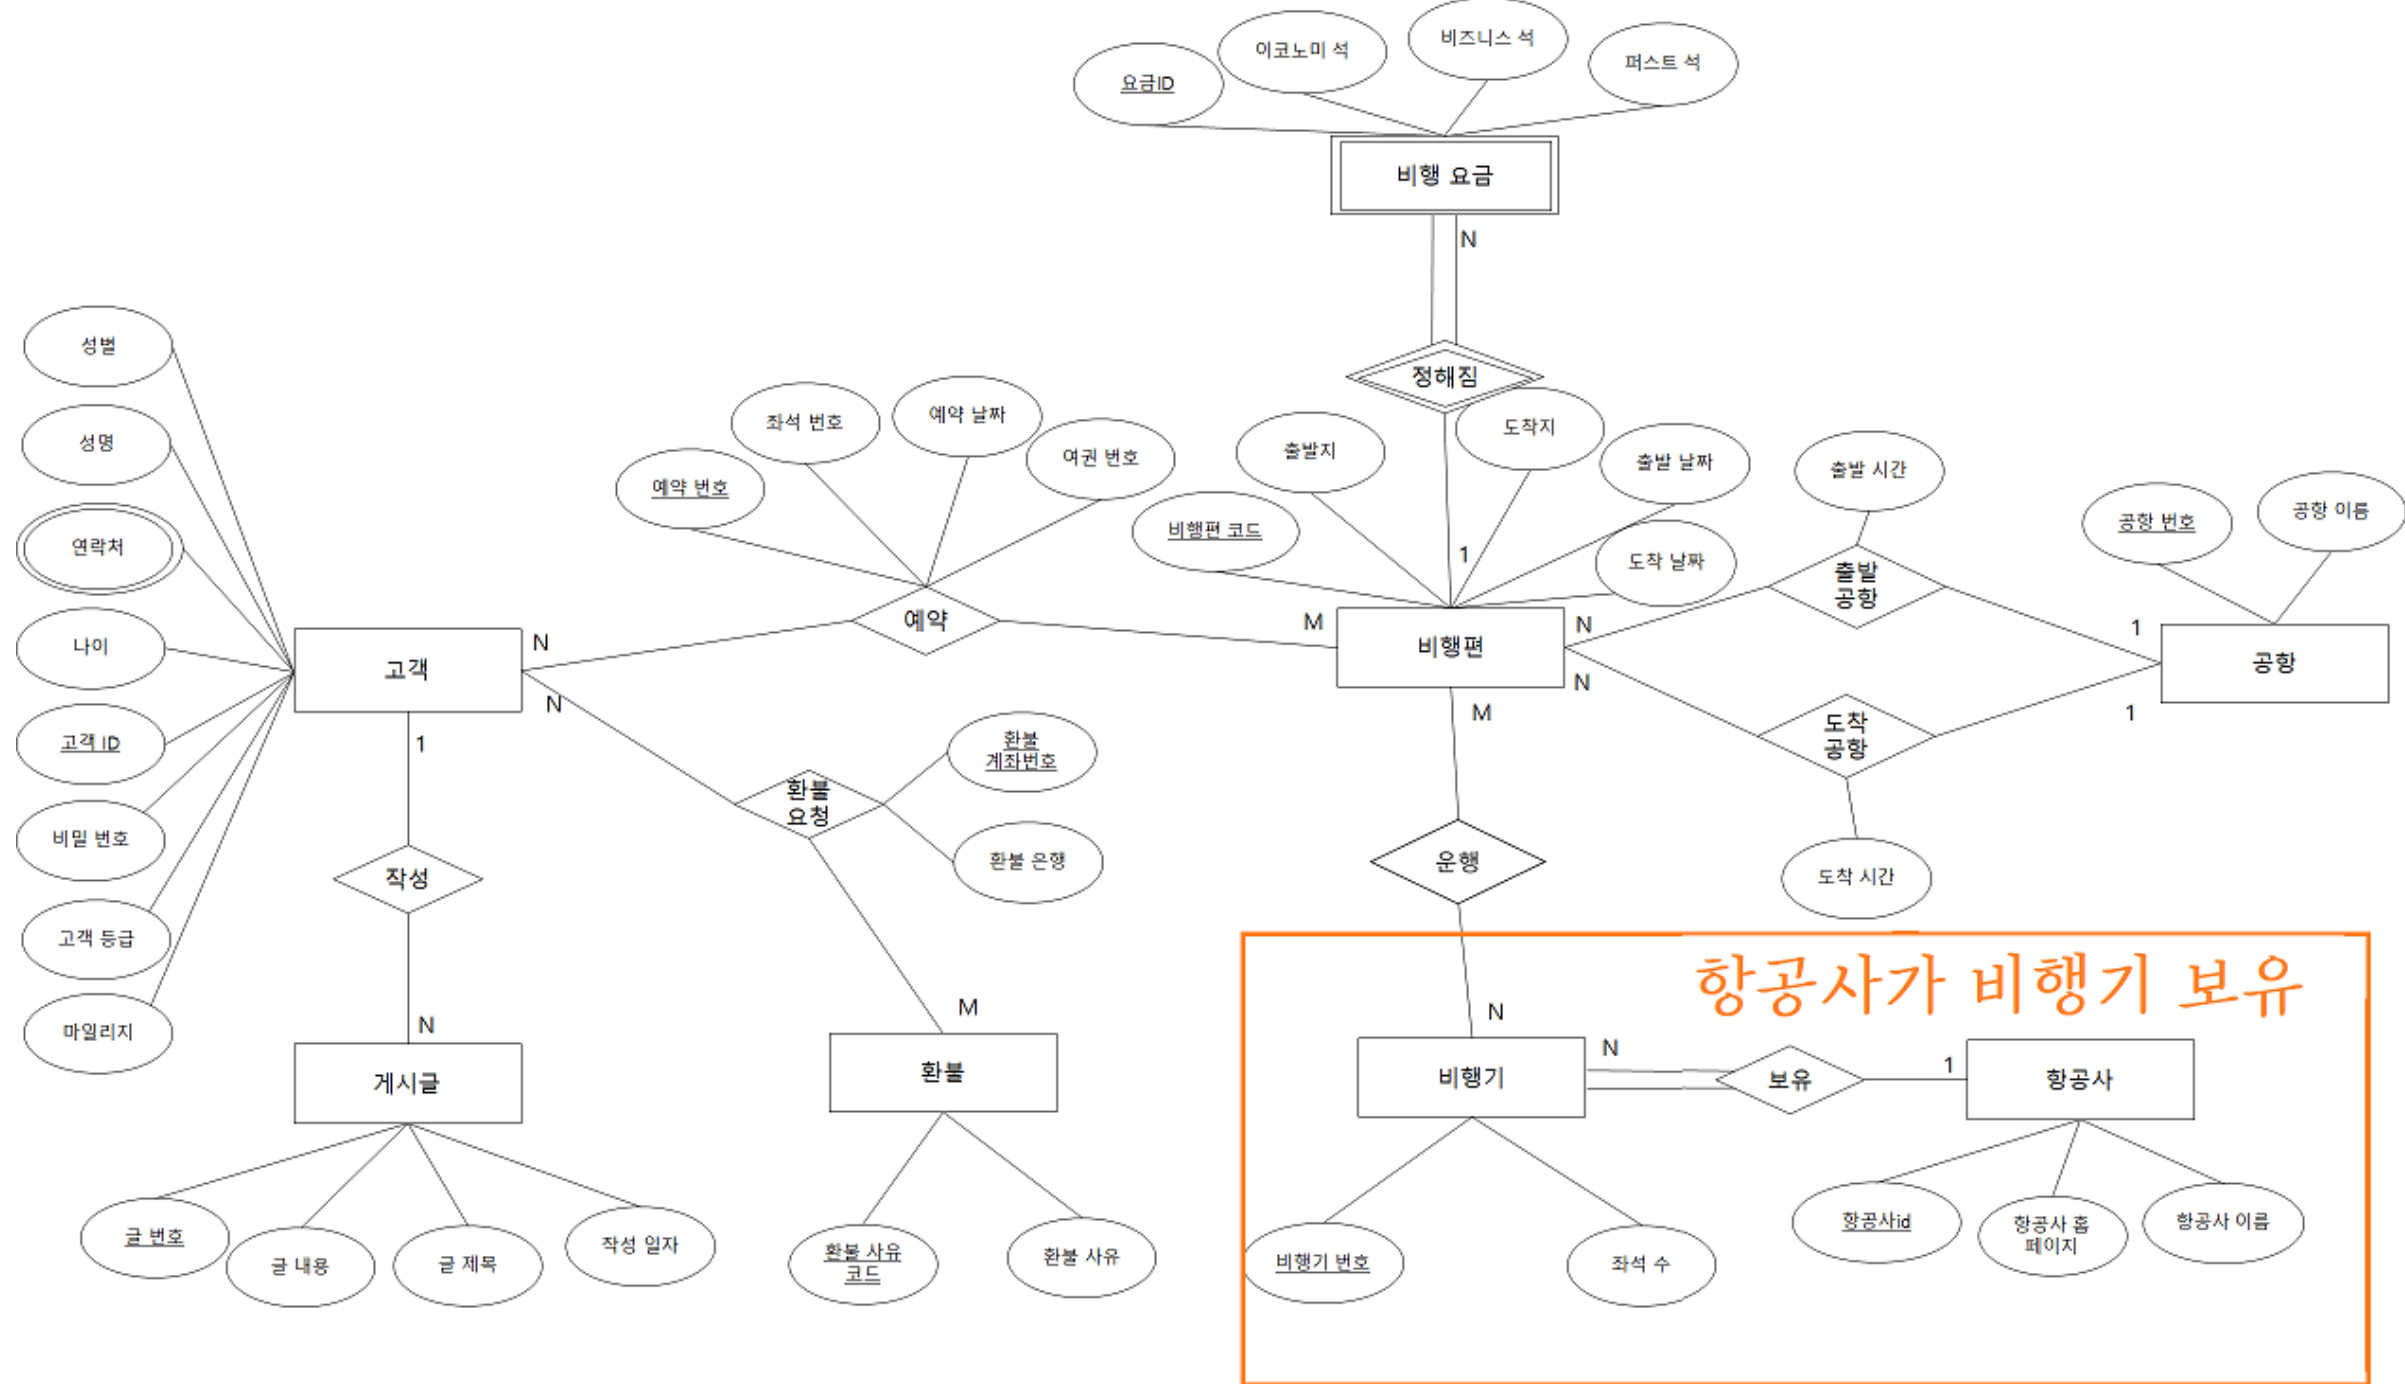 요금ID
이코노미 석
비즈니스 석
퍼스트 석
비행 요금
N
정해짐
성별
성명
연락처
나이
고객 ID
비밀 번호
고객 등급
마일리지
고객
N
N
1
작성
N
게시글
글 번호
글 내용
글 제목
작성 일자
예약 번호
좌석 번호
예약 날짜
여권 번호
예약
M
환불
요청
환불
계좌번호
환불 은행
M
환불
환불 사유
코드
환불 사유
비행편 코드
출발지
도착지
출발 날짜
도착 날짜
1
비행편
N
N
M
출발 시간
출발
공항
도착
공항
도착 시간
1
1
공항 번호
공항 이름
공항
운행
N
항공사가 비행기 보유
비행기
N
보유
1
항공사
비행기 번호
좌석 수
항공사id
항공사 홈
페이지
항공사 이름